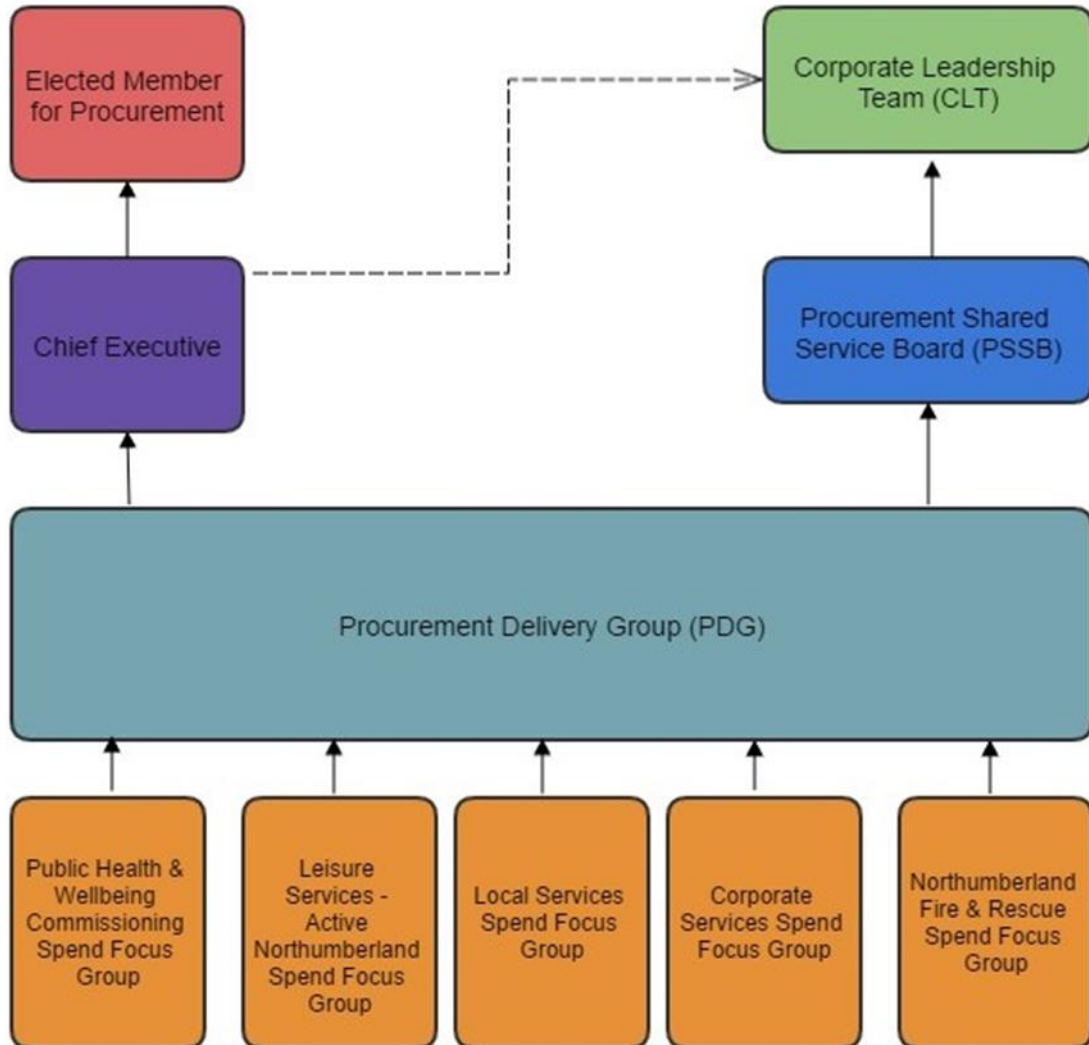 Elected Member
for Procurement
Corporate Leadership
Team (CLT)
Chief Executive
Procurement Shared
Service Board (PSSB)
Procurement Delivery Group (PDG)
Public Health &
Wellbeing
Commissioning
Spend Focus
Group
Leisure
Services -
Active
Northumberland
Spend Focus
Group
Local Services
Spend Focus
Group
Corporate
Services Spend
Focus Group
Northumberland
Fire & Rescue
Spend Focus
Group